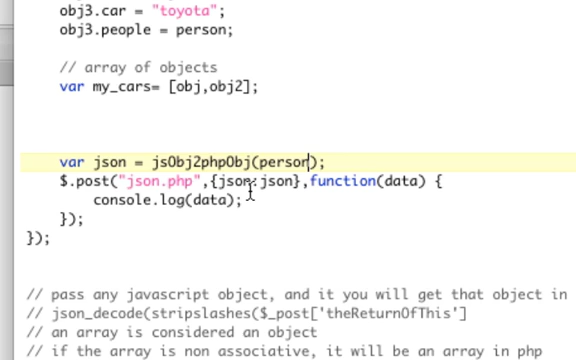 obj3.car = "toyota";
obj3.people = person;
// array of objects
var my_cars= [obj,obj2];
var json = jsObj2phpObj(person);
$.post("json.php",{json:json},function(data) {
console.log(data);
});
});
// pass any javascript object, and it you will get that object in
// json_decode(stripslashes($_post['theReturnOfThis']
// an array is considered an object
// if the array is non associative, it will be an array in php